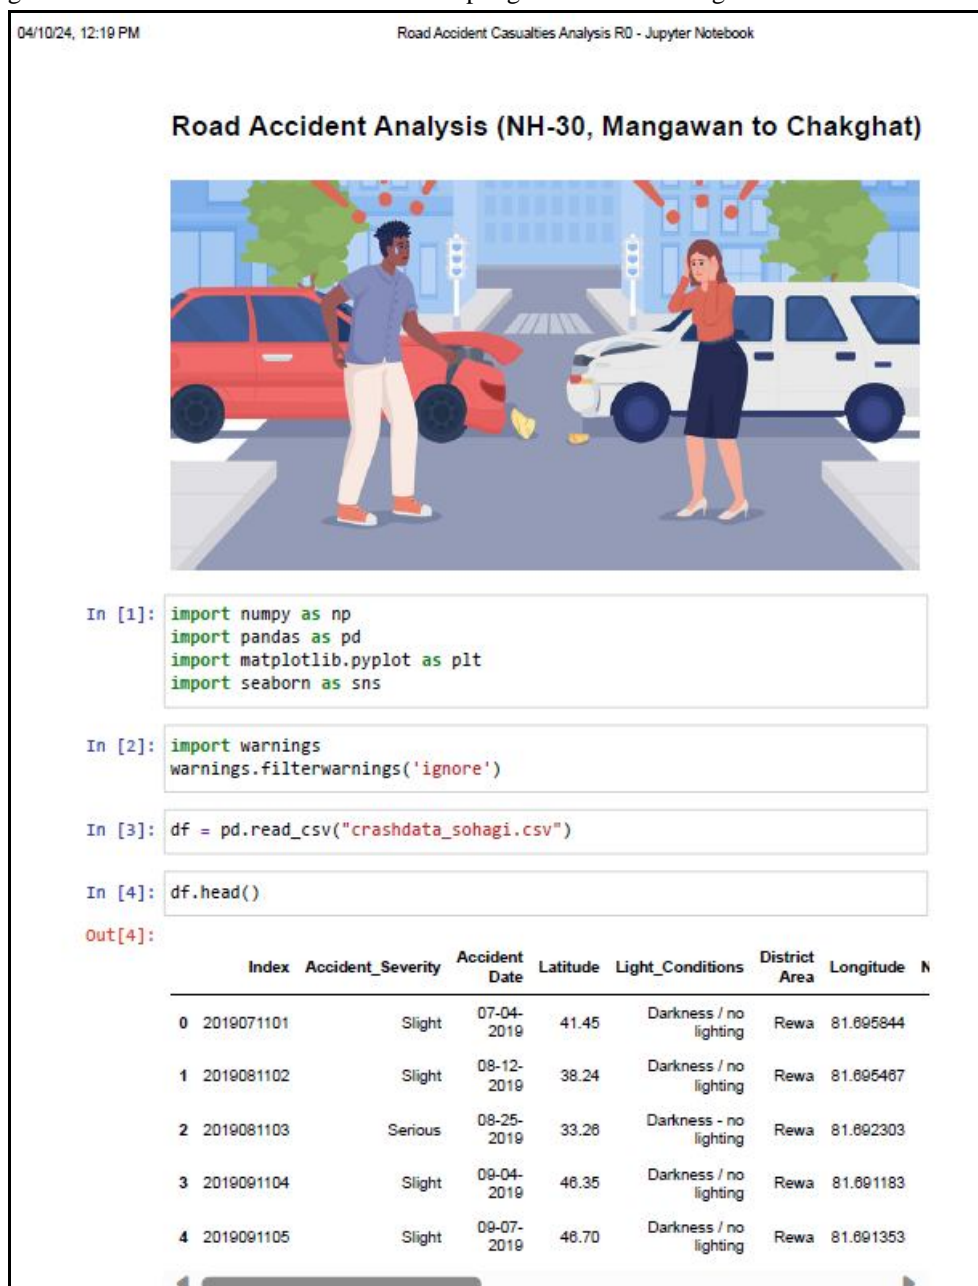 04/10/24, 12:19 PM Road Accident Casualties Analysis R0 - Jupyter Notebook
Road Accident Analysis (NH-30, Mangawan to Chakghat)
In [1]: import numpy as np
import pandas as pd
import matplotlib.pyplot as plt
import seaborn as sns
In [2]: import warnings
warnings.filterwarnings('ignore')
In [3]: df = pd.read_csv("crashdata_sohagi.csv")
In [4]: df.head()
Out[4]:
Index Accident_Severity Accident Date Latitude Light_Conditions District Area Longitude N
0 2019071101 Slight 07-04-2019 41.45 Darkness / no lighting Rewa 81.695844
1 2019081102 Slight 08-12-2019 38.24 Darkness / no lighting Rewa 81.695467
2 2019081103 Serious 08-25-2019 33.26 Darkness - no lighting Rewa 81.692303
3 2019091104 Slight 09-04-2019 46.35 Darkness / no lighting Rewa 81.691183
4 2019091105 Slight 09-07-2019 46.70 Darkness / no lighting Rewa 81.691353